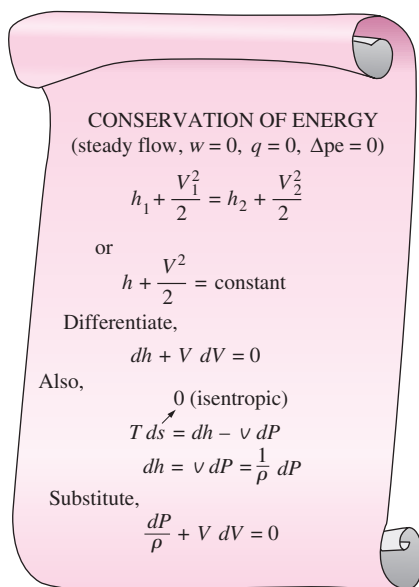 CONSERVATION OF ENERGY
(steady flow, w = 0, q = 0, Δpe = 0)
h₁ + V₁²/2 = h₂ + V₂²/2
or
h + V²/2 = constant
Differentiate,
dh + V dV = 0
Also,
0 (isentropic)
T ds = dh – v dP
dh = v dP = 1/ρ dP
Substitute,
dP/ρ + V dV = 0